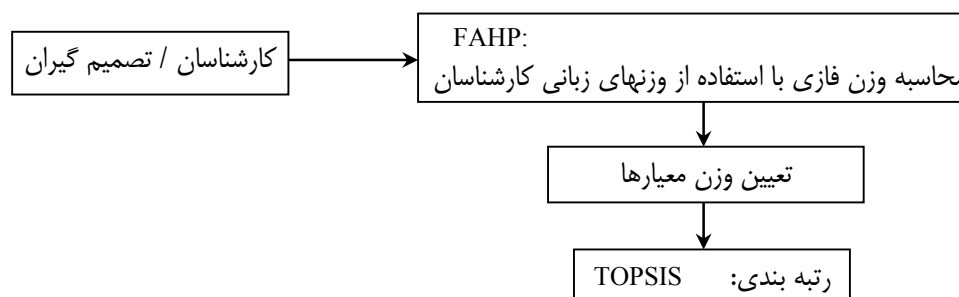 کارشناسان / تصمیم گیران
FAHP:
محاسبه وزن فازی با استفاده از وزنهای زبانی کارشناسان
تعیین وزن معیارها
رتبه بندی: TOPSIS